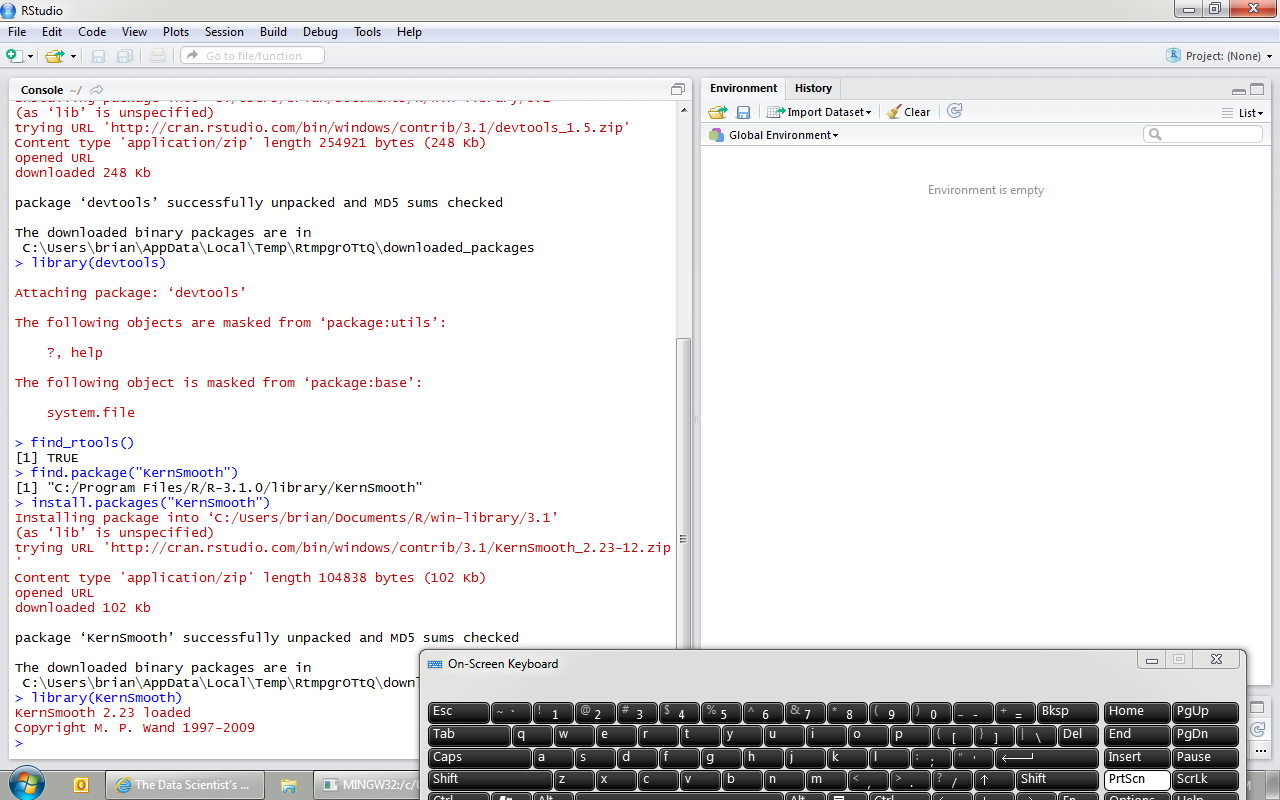 RStudio
File Edit Code View Plots Session Build Debug Tools Help
Go to file/function
Project: (None)
Console ~/
(as ‘lib’ is unspecified)
trying URL 'http://cran.rstudio.com/bin/windows/contrib/3.1/devtools_1.5.zip'
Content type 'application/zip' length 254921 bytes (248 Kb)
opened URL
downloaded 248 Kb
package ‘devtools’ successfully unpacked and MD5 sums checked
The downloaded binary packages are in
C:\Users\brian\AppData\Local\Temp\RtmpgrOTtQ\downloaded_packages
> library(devtools)
Attaching package: ‘devtools’
The following objects are masked from ‘package:utils’:
?, help
The following object is masked from ‘package:base’:
system.file
> find_rtools()
[1] TRUE
> find.package("KernSmooth")
[1] "C:/Program Files/R/R-3.1.0/library/KernSmooth"
> install.packages("KernSmooth")
Installing package into ‘C:/Users/brian/Documents/R/win-library/3.1’
(as ‘lib’ is unspecified)
trying URL 'http://cran.rstudio.com/bin/windows/contrib/3.1/KernSmooth_2.23-12.zip
'
Content type 'application/zip' length 104838 bytes (102 Kb)
opened URL
downloaded 102 Kb
package ‘KernSmooth’ successfully unpacked and MD5 sums checked
The downloaded binary packages are in
C:\Users\brian\AppData\Local\Temp\RtmpgrOTtQ\downl
> library(KernSmooth)
KernSmooth 2.23 loaded
Copyright M. P. Wand 1997-2009
>
Environment History
Import Dataset Clear List
Global Environment
Environment is empty
On-Screen Keyboard
Esc ~ ` ! 1 @ 2 # 3 $ 4 % 5 ^ 6 & 7 * 8 ( 9 ) 0 _ - + = Bksp Home PgUp
Tab q w e r t y u i o p { [ } ] | \ Del End PgDn
Caps a s d f g h j k l : ; " ' Insert Pause
Shift z x c v b n m < , > . ? / ↑ Shift PrtScn ScrLk
Ctrl Alt Alt Ctrl Fn Options Help
The Data Scientist's ...
MINGW32:/c/